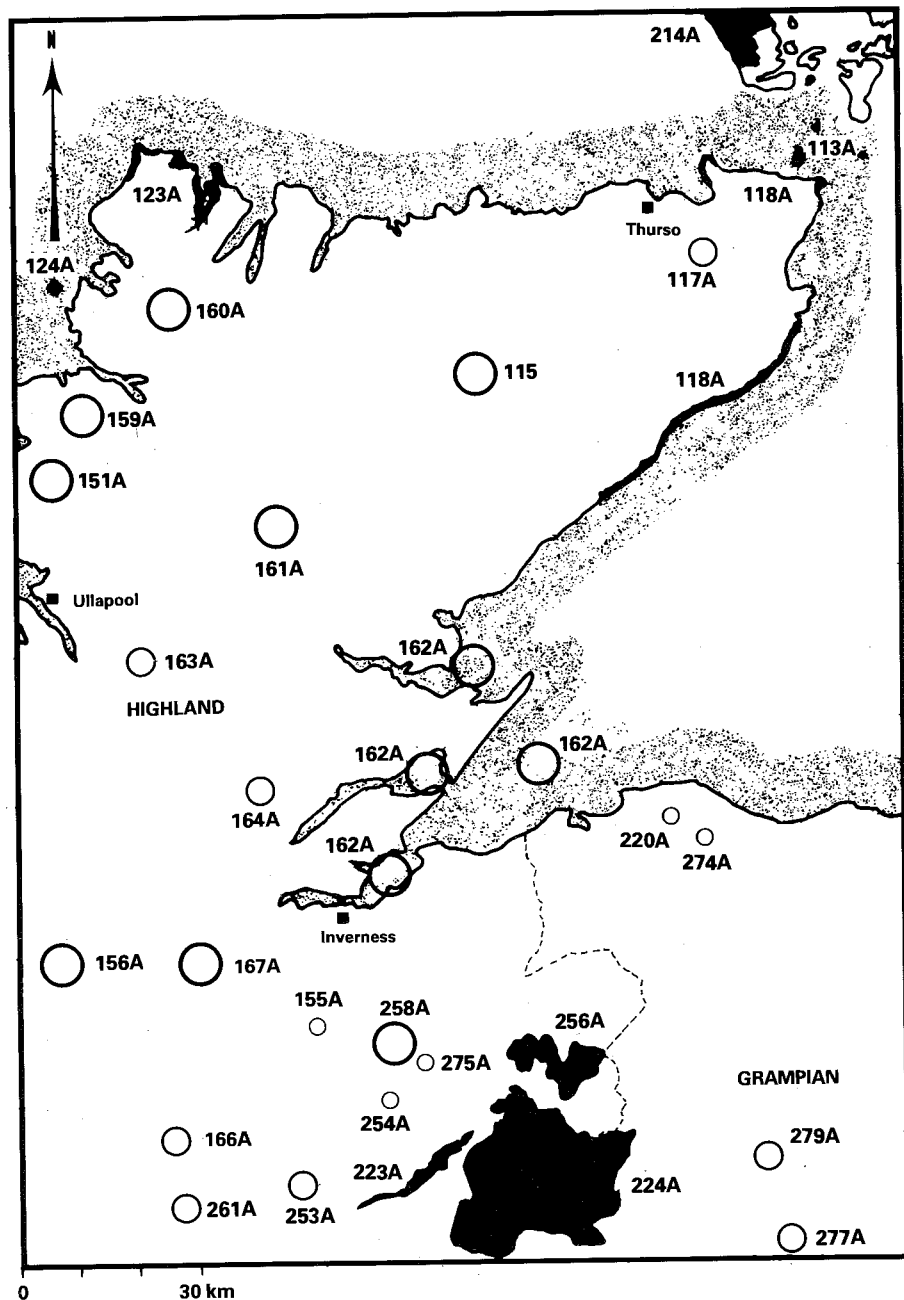 214A
N
113A
123A
118A
Thurso
124A
117A
160A
115
118A
159A
151A
161A
Ullapool
162A
163A
HIGHLAND
162A
162A
164A
220A
162A
274A
Inverness
156A
167A
155A
258A
256A
275A
GRAMPIAN
254A
166A
279A
223A
224A
261A
253A
277A
0
30 km